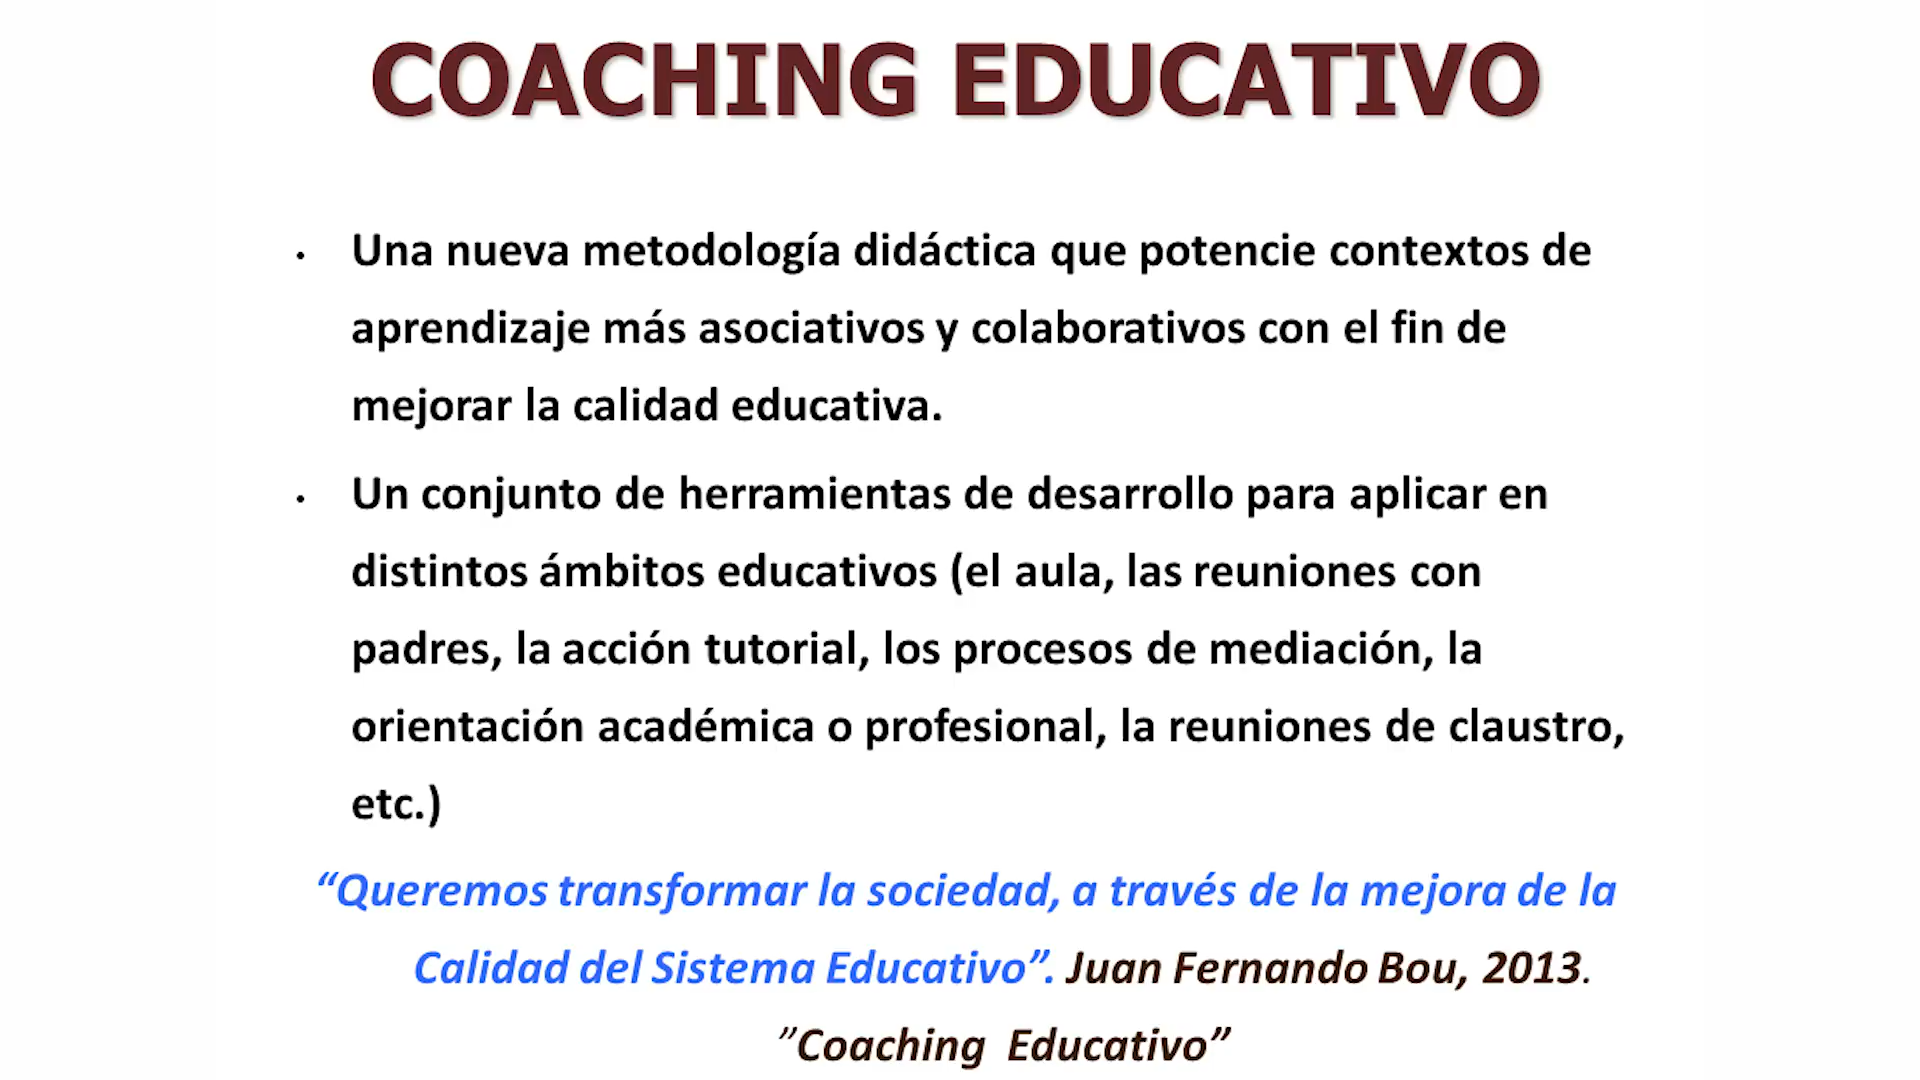 COACHING EDUCATIVO
• Una nueva metodología didáctica que potencie contextos de
aprendizaje más asociativos y colaborativos con el fin de
mejorar la calidad educativa.
• Un conjunto de herramientas de desarrollo para aplicar en
distintos ámbitos educativos (el aula, las reuniones con
padres, la acción tutorial, los procesos de mediación, la
orientación académica o profesional, la reuniones de claustro,
etc.)
“Queremos transformar la sociedad, a través de la mejora de la
Calidad del Sistema Educativo”. Juan Fernando Bou, 2013.
”Coaching  Educativo”